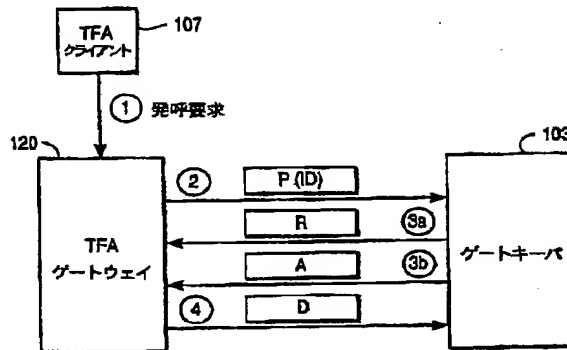 TFA
クライアント
107
① 発呼要求
120
103
② P (ID)
R 3a
TFA
ゲートウェイ
A 3b
ゲートキーパ
④ D